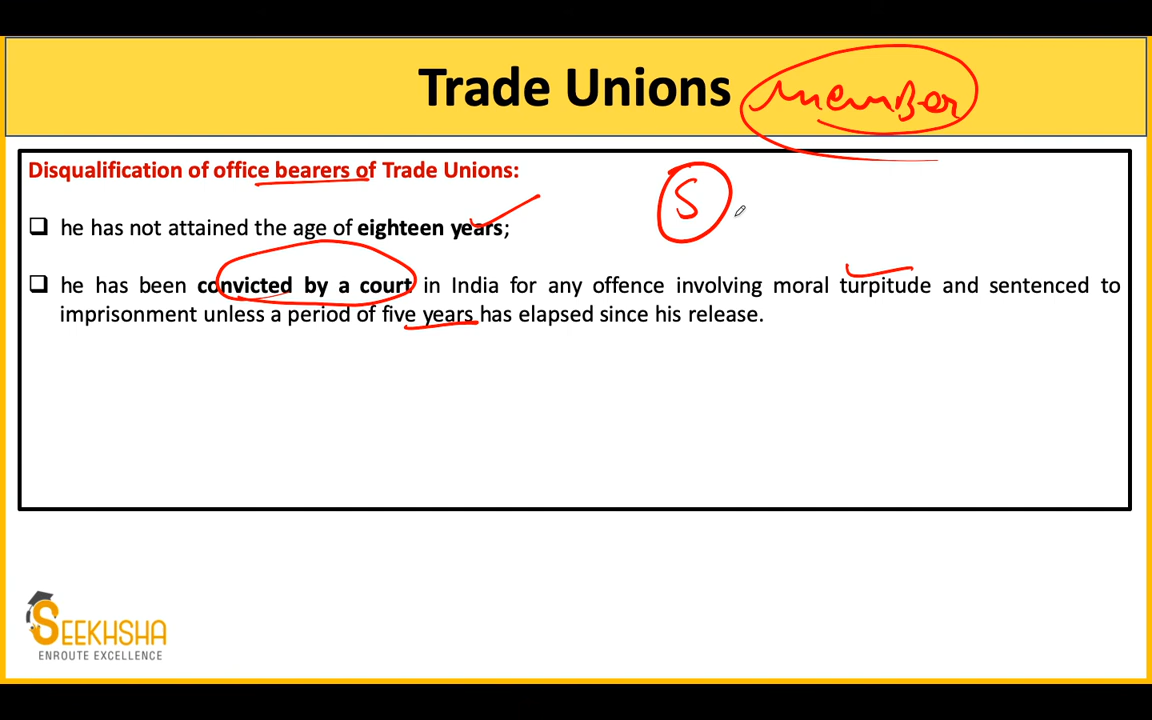 Trade Unions member
Disqualification of office bearers of Trade Unions:
S
❑ he has not attained the age of eighteen years;
❑ he has been convicted by a court in India for any offence involving moral turpitude and sentenced to
imprisonment unless a period of five years has elapsed since his release.
SEEKHSHA
ENROUTE EXCELLENCE